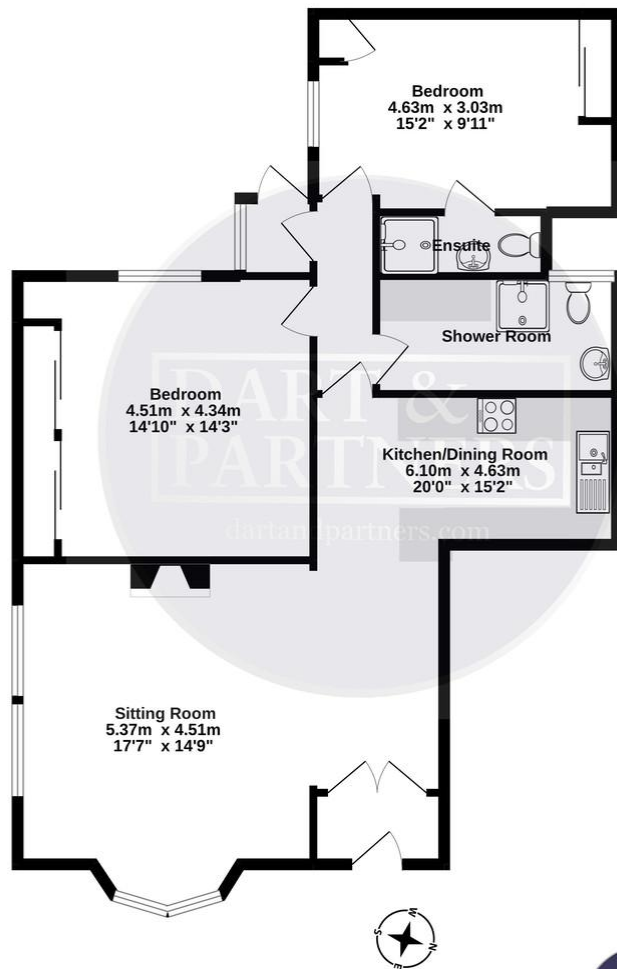 Bedroom
4.63m x 3.03m
15'2" x 9'11"
Ensuite
Shower Room
Bedroom
4.51m x 4.34m
14'10" x 14'3"
DART &
PARTNERS
dartandpartners.com
Kitchen/Dining Room
6.10m x 4.63m
20'0" x 15'2"
Sitting Room
5.37m x 4.51m
17'7" x 14'9"
W
S
N
E